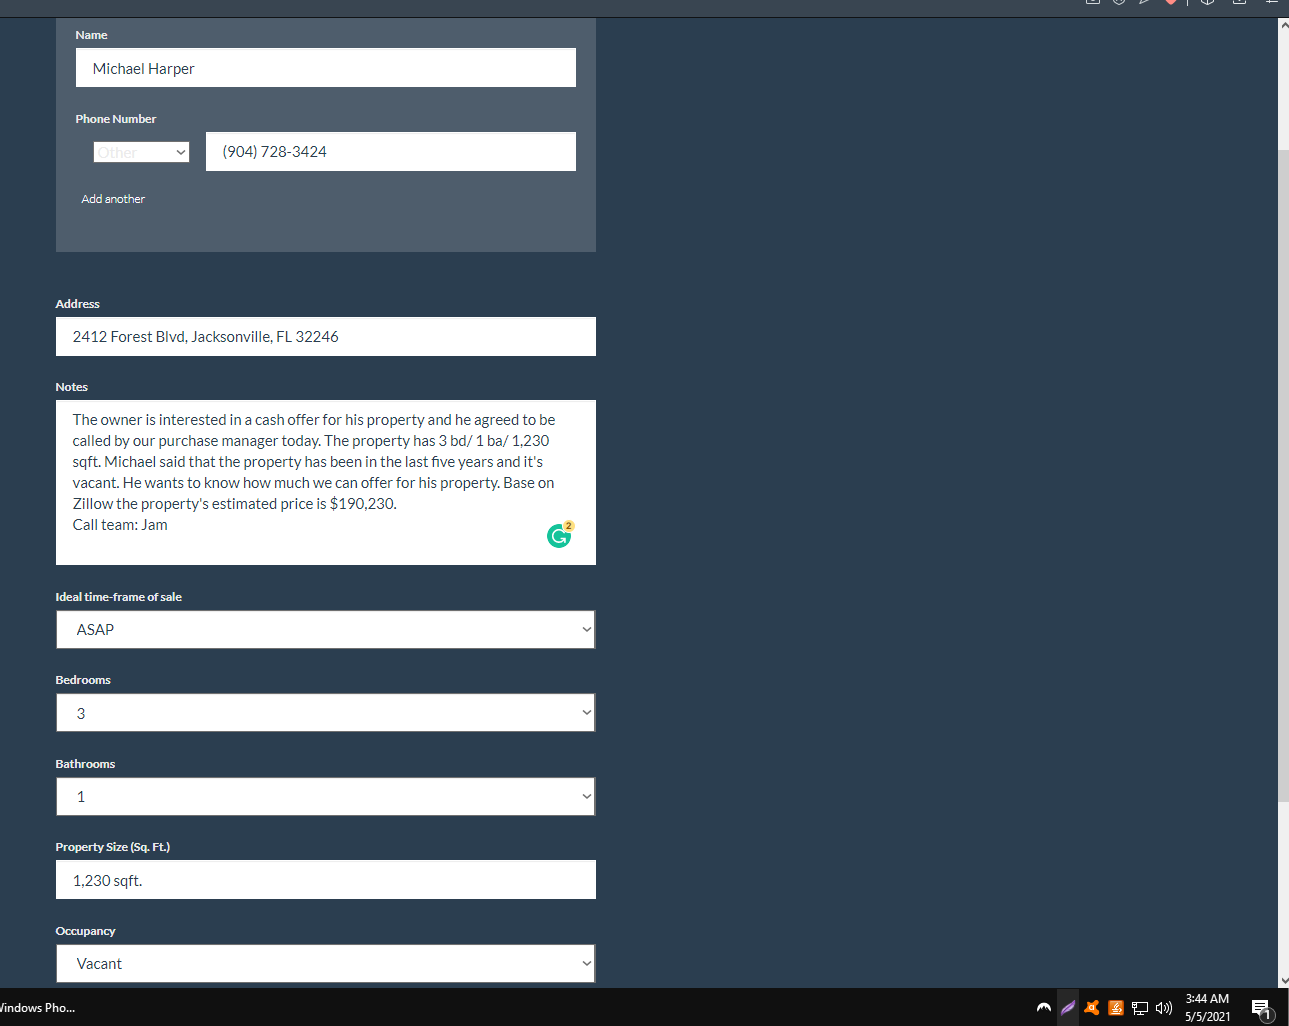 Name
Michael Harper
Phone Number
Other
(904) 728-3424
Add another
Address
2412 Forest Blvd, Jacksonville, FL 32246
Notes
The owner is interested in a cash offer for his property and he agreed to be
called by our purchase manager today. The property has 3 bd/ 1 ba/ 1,230
sqft. Michael said that the property has been in the last five years and it's
vacant. He wants to know how much we can offer for his property. Base on
Zillow the property's estimated price is $190,230.
Call team: Jam
2
Ideal time-frame of sale
ASAP
Bedrooms
3
Bathrooms
1
Property Size (Sq. Ft.)
1,230 sqft.
Occupancy
Vacant
Windows Pho...
3:44 AM
5/5/2021
1